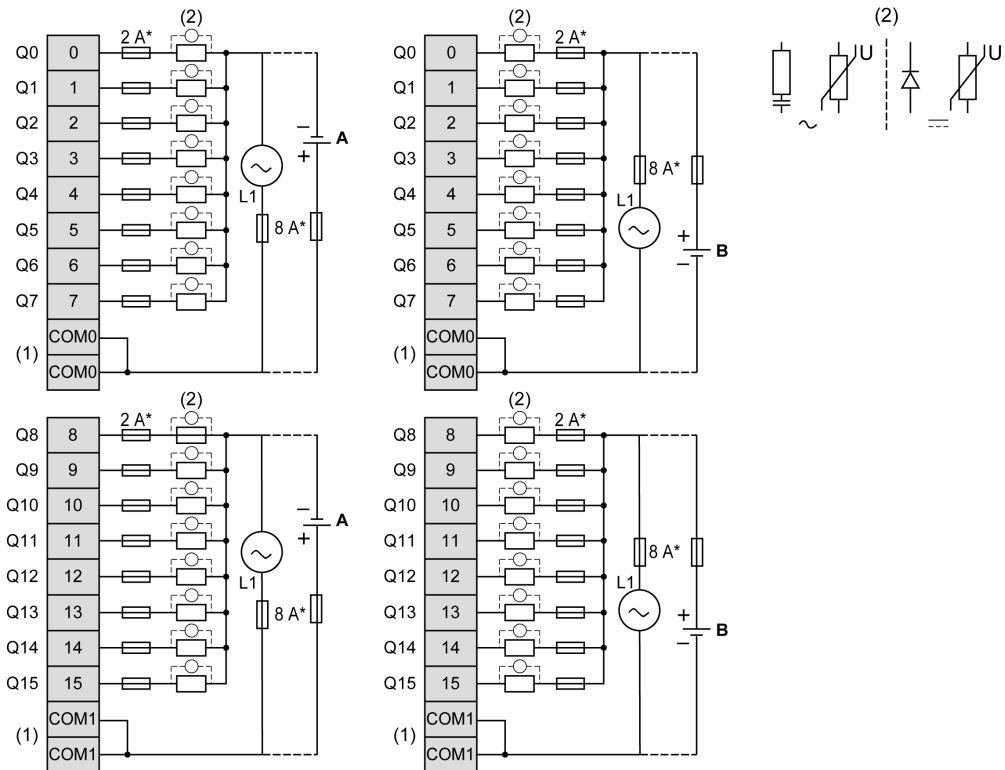 (2)
Q0 0 2 A*
Q1 1
Q2 2
Q3 3
Q4 4
Q5 5
Q6 6
Q7 7
(1) COM0
COM0
L1
8 A*
− A
+
(2)
Q0 0 2 A*
Q1 1
Q2 2
Q3 3
Q4 4
Q5 5
Q6 6
Q7 7
(1) COM0
COM0
8 A*
L1
+
− B
(2)
U U
(2)
Q8 8 2 A*
Q9 9
Q10 10
Q11 11
Q12 12
Q13 13
Q14 14
Q15 15
(1) COM1
COM1
L1
8 A*
− A
+
(2)
Q8 8 2 A*
Q9 9
Q10 10
Q11 11
Q12 12
Q13 13
Q14 14
Q15 15
(1) COM1
COM1
8 A*
L1
+
− B